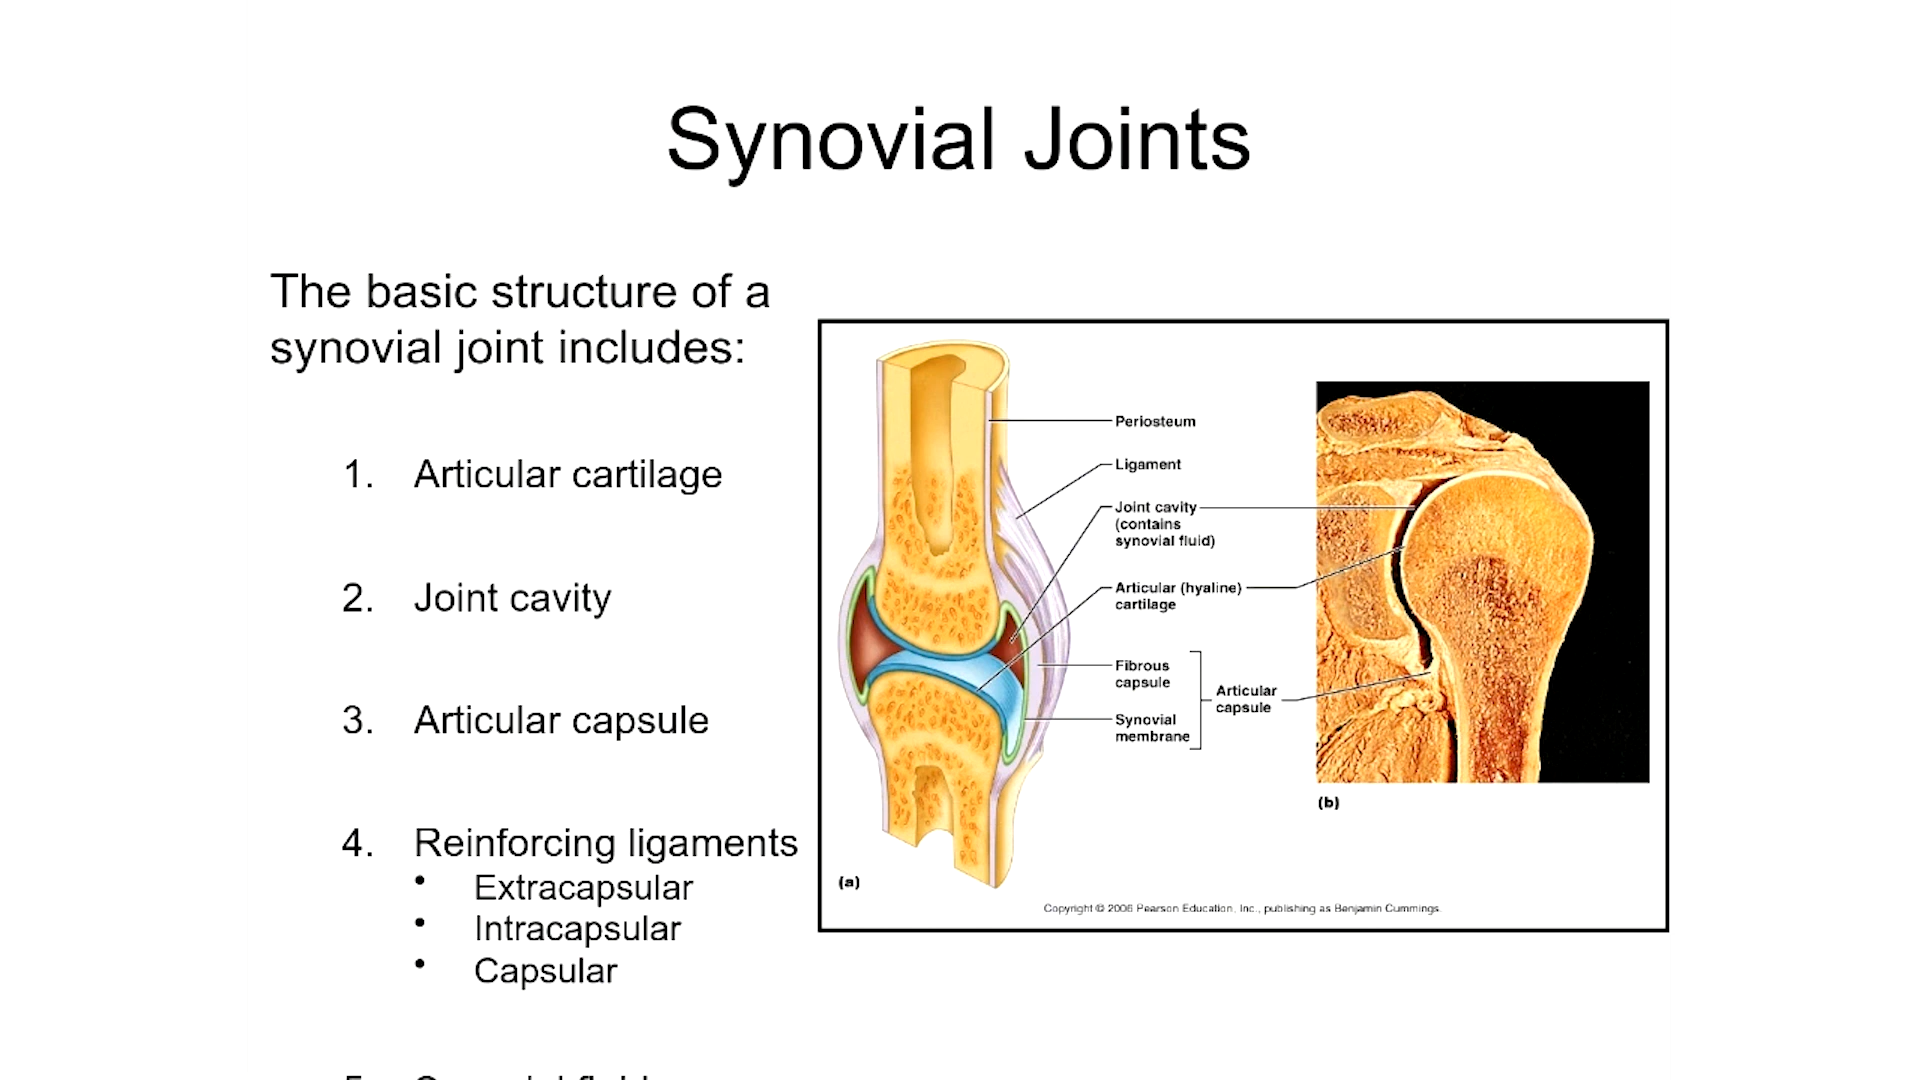 Synovial Joints
The basic structure of a
synovial joint includes:
1. Articular cartilage
2. Joint cavity
3. Articular capsule
4. Reinforcing ligaments
• Extracapsular
• Intracapsular
• Capsular
Periosteum
Ligament
Joint cavity
(contains
synovial fluid)
Articular (hyaline)
cartilage
Fibrous
capsule
Synovial
membrane
Articular
capsule
(a)
(b)
Copyright © 2006 Pearson Education, Inc., publishing as Benjamin Cummings.